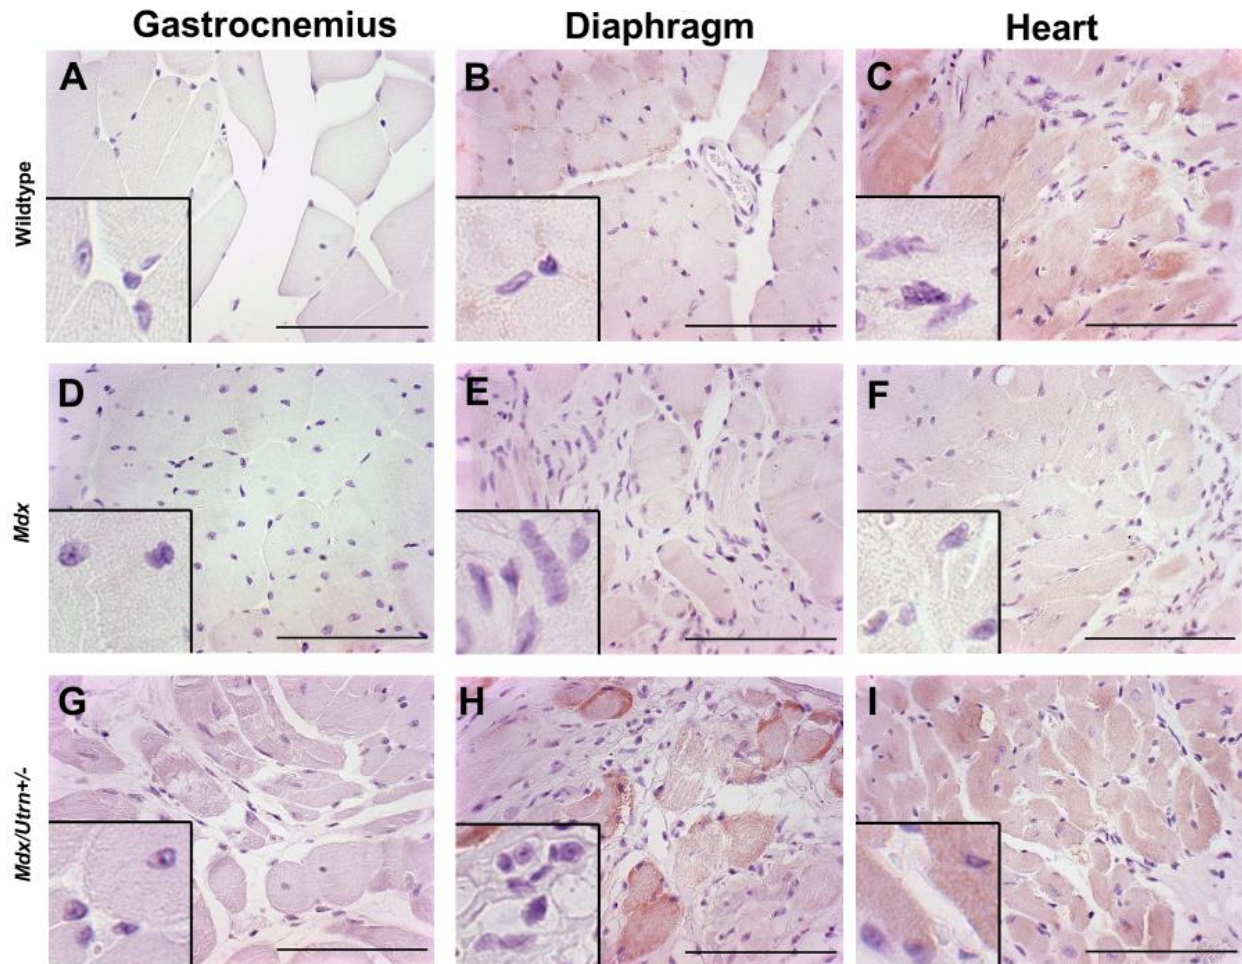 Gastrocnemius Diaphragm Heart
Wildtype
A B C
Mdx
D E F
Mdx/Utrn+/-
G H I